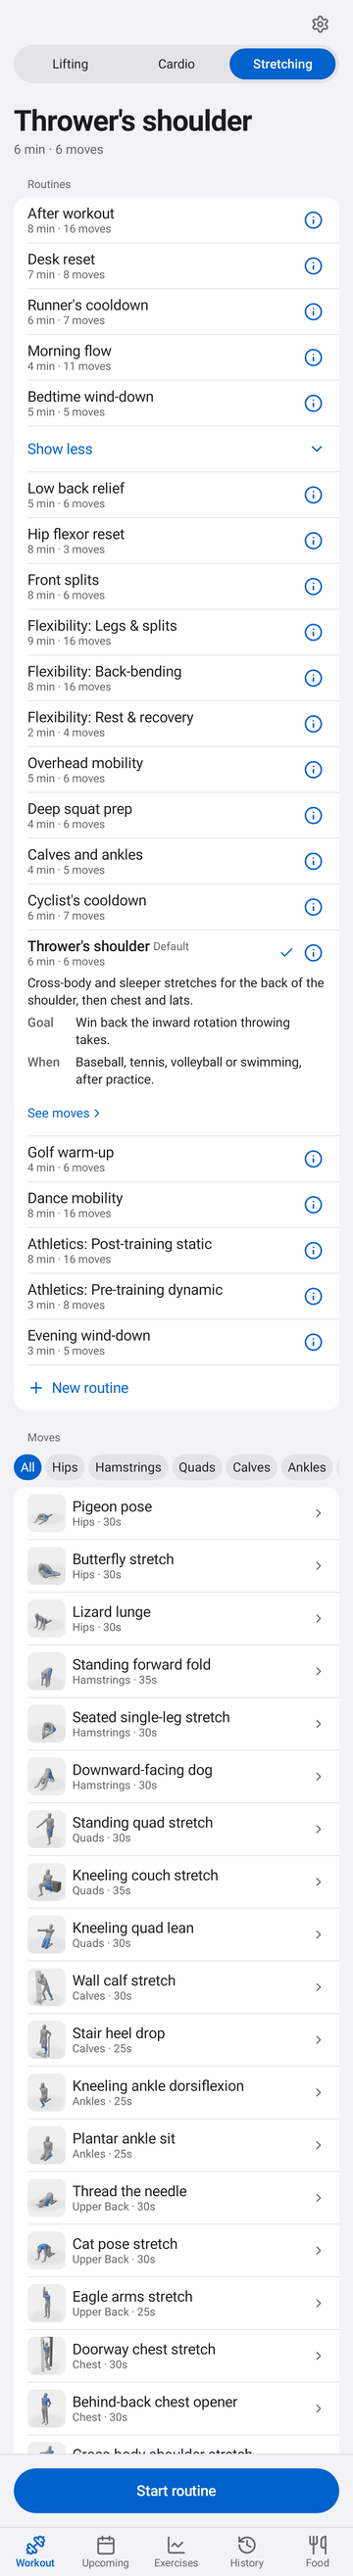 Lifting
Cardio
Stretching
Thrower's shoulder
6 min · 6 moves
Routines
After workout
8 min · 16 moves
Desk reset
7 min · 8 moves
Runner's cooldown
6 min · 7 moves
Morning flow
4 min · 11 moves
Bedtime wind-down
5 min · 5 moves
Show less
Low back relief
5 min · 6 moves
Hip flexor reset
8 min · 3 moves
Front splits
8 min · 6 moves
Flexibility: Legs & splits
9 min · 16 moves
Flexibility: Back-bending
8 min · 16 moves
Flexibility: Rest & recovery
2 min · 4 moves
Overhead mobility
5 min · 6 moves
Deep squat prep
4 min · 6 moves
Calves and ankles
4 min · 5 moves
Cyclist's cooldown
6 min · 7 moves
Thrower's shoulder Default
6 min · 6 moves
Cross-body and sleeper stretches for the back of the
shoulder, then chest and lats.
Goal Win back the inward rotation throwing
takes.
When Baseball, tennis, volleyball or swimming,
after practice.
See moves
Golf warm-up
4 min · 6 moves
Dance mobility
8 min · 16 moves
Athletics: Post-training static
8 min · 16 moves
Athletics: Pre-training dynamic
3 min · 8 moves
Evening wind-down
3 min · 5 moves
New routine
Moves
All
Hips
Hamstrings
Quads
Calves
Ankles
Pigeon pose
Hips · 30s
Butterfly stretch
Hips · 30s
Lizard lunge
Hips · 30s
Standing forward fold
Hamstrings · 35s
Seated single-leg stretch
Hamstrings · 30s
Downward-facing dog
Hamstrings · 30s
Standing quad stretch
Quads · 30s
Kneeling couch stretch
Quads · 35s
Kneeling quad lean
Quads · 30s
Wall calf stretch
Calves · 30s
Stair heel drop
Calves · 25s
Kneeling ankle dorsiflexion
Ankles · 25s
Plantar ankle sit
Ankles · 25s
Thread the needle
Upper Back · 30s
Cat pose stretch
Upper Back · 30s
Eagle arms stretch
Upper Back · 25s
Doorway chest stretch
Chest · 30s
Behind-back chest opener
Chest · 30s
Cross-body shoulder stretch
Start routine
Workout
Upcoming
Exercises
History
Food